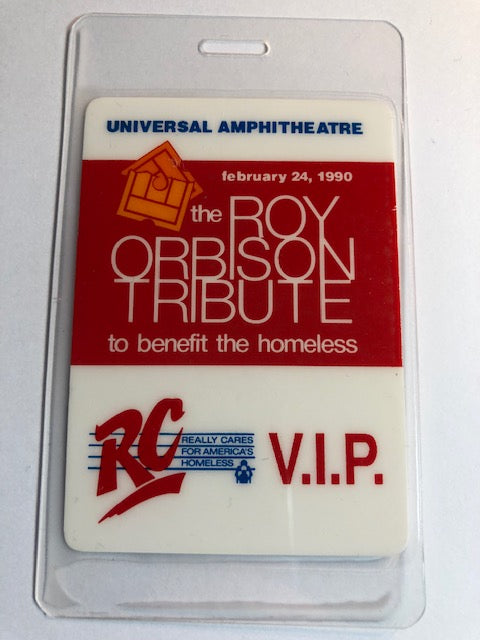 UNIVERSAL AMPHITHEATRE
february 24, 1990
the ROY
ORBISON
TRIBUTE
to benefit the homeless
RC
REALLY CARES
FOR AMERICA'S
HOMELESS
V.I.P.